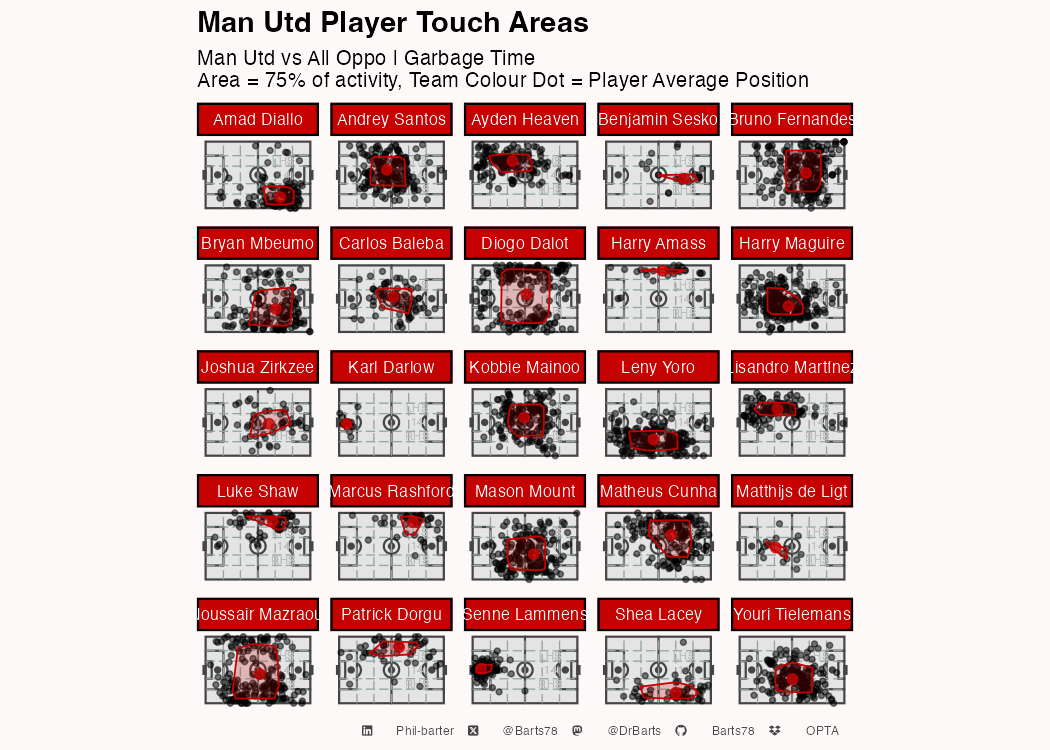 Man Utd Player Touch Areas
Man Utd vs All Oppo | Garbage Time
Area = 75% of activity, Team Colour Dot = Player Average Position
Amad Diallo
Andrey Santos
Ayden Heaven
Benjamin Sesko
Bruno Fernandes
Bryan Mbeumo
Carlos Baleba
Diogo Dalot
Harry Amass
Harry Maguire
Joshua Zirkzee
Karl Darlow
Kobbie Mainoo
Leny Yoro
Lisandro Martínez
Luke Shaw
Marcus Rashford
Mason Mount
Matheus Cunha
Matthijs de Ligt
Noussair Mazraoui
Patrick Dorgu
Senne Lammens
Shea Lacey
Youri Tielemans
Phil-barter @Barts78 @DrBarts Barts78 OPTA